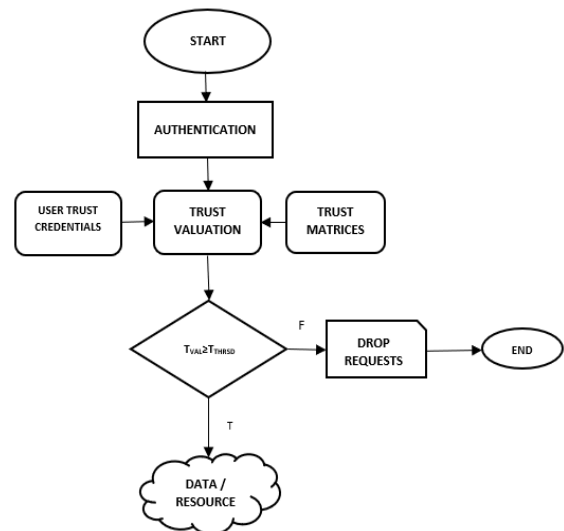 START
AUTHENTICATION
USER TRUST
CREDENTIALS
TRUST
VALUATION
TRUST
MATRICES
TVAL≥TTHRSD
F
DROP
REQUESTS
END
T
DATA /
RESOURCE